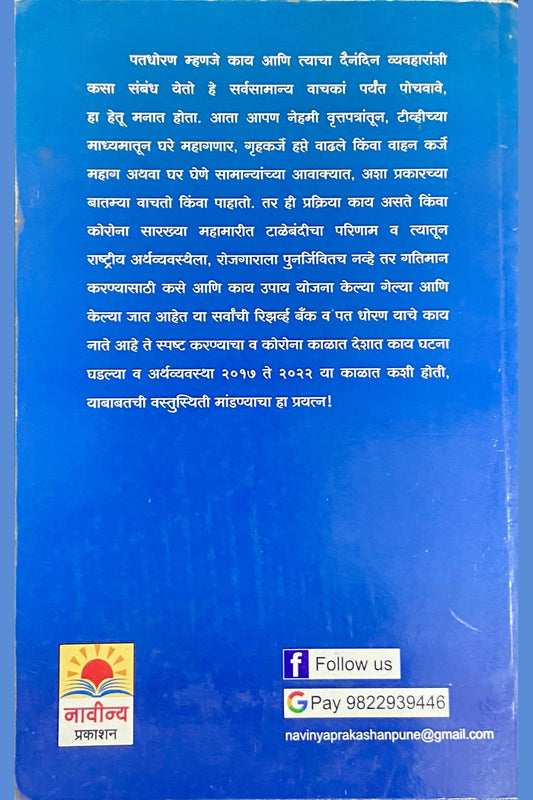 पतधोरण म्हणजे काय आणि त्याचा दैनंदिन व्यवहारांशी
कसा संबंध येतो हे सर्वसामान्य वाचकां पर्यंत पोचवावे,
हा हेतू मनात होता. आता आपण नेहमी वृत्तपत्रांतून, टीव्हीच्या
माध्यमातून घरे महागणार, गृहकर्जे हप्ते वाढले किंवा वाहन कर्जे
महाग अथवा घर घेणे सामान्यांच्या आवाक्यात, अशा प्रकारच्या
बातम्या वाचतो किंवा पाहातो. तर ही प्रक्रिया काय असते किंवा
कोरोना सारख्या महामारीत टाळेबंदीचा परिणाम व त्यातून
राष्ट्रीय अर्थव्यवस्थेला, रोजगाराला पुनर्जिवितच नव्हे तर गतिमान
करण्यासाठी कसे आणि काय उपाय योजना केल्या गेल्या आणि
केल्या जात आहेत या सर्वांची रिझर्व्ह बँक व पत धोरण याचे काय
नाते आहे ते स्पष्ट करण्याचा व कोरोना काळात देशात काय घटना
घडल्या व अर्थव्यवस्था २०१७ ते २०२२ या काळात कशी होती,
याबाबतची वस्तुस्थिती मांडण्याचा हा प्रयत्न!
नावीन्य
प्रकाशन
f Follow us
G Pay 9822939446
navinyaprakashanpune@gmail.com